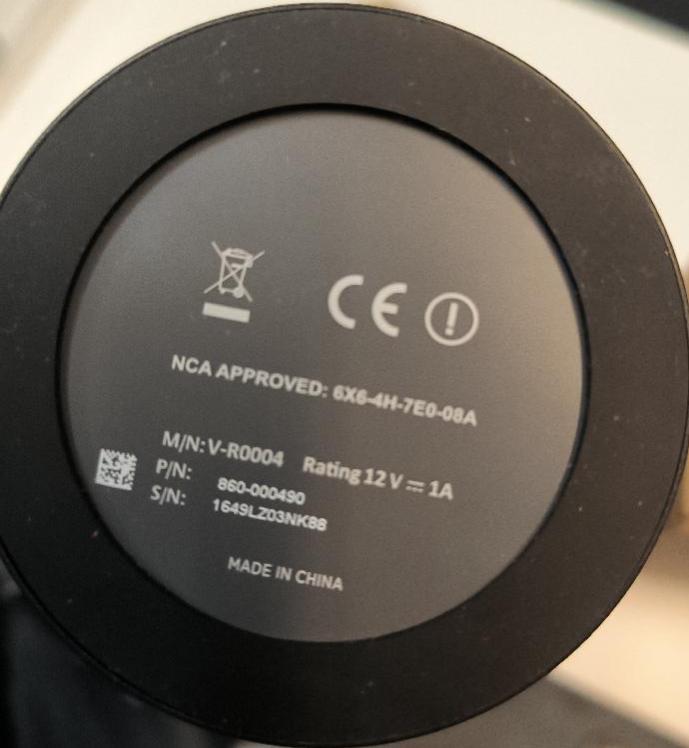 CE
NCA APPROVED: 6X6-4H-7E0-08A
M/N: V-R0004 Rating 12 V ⎓ 1A
P/N: 860-000490
S/N: 1649LZ03NK88
MADE IN CHINA